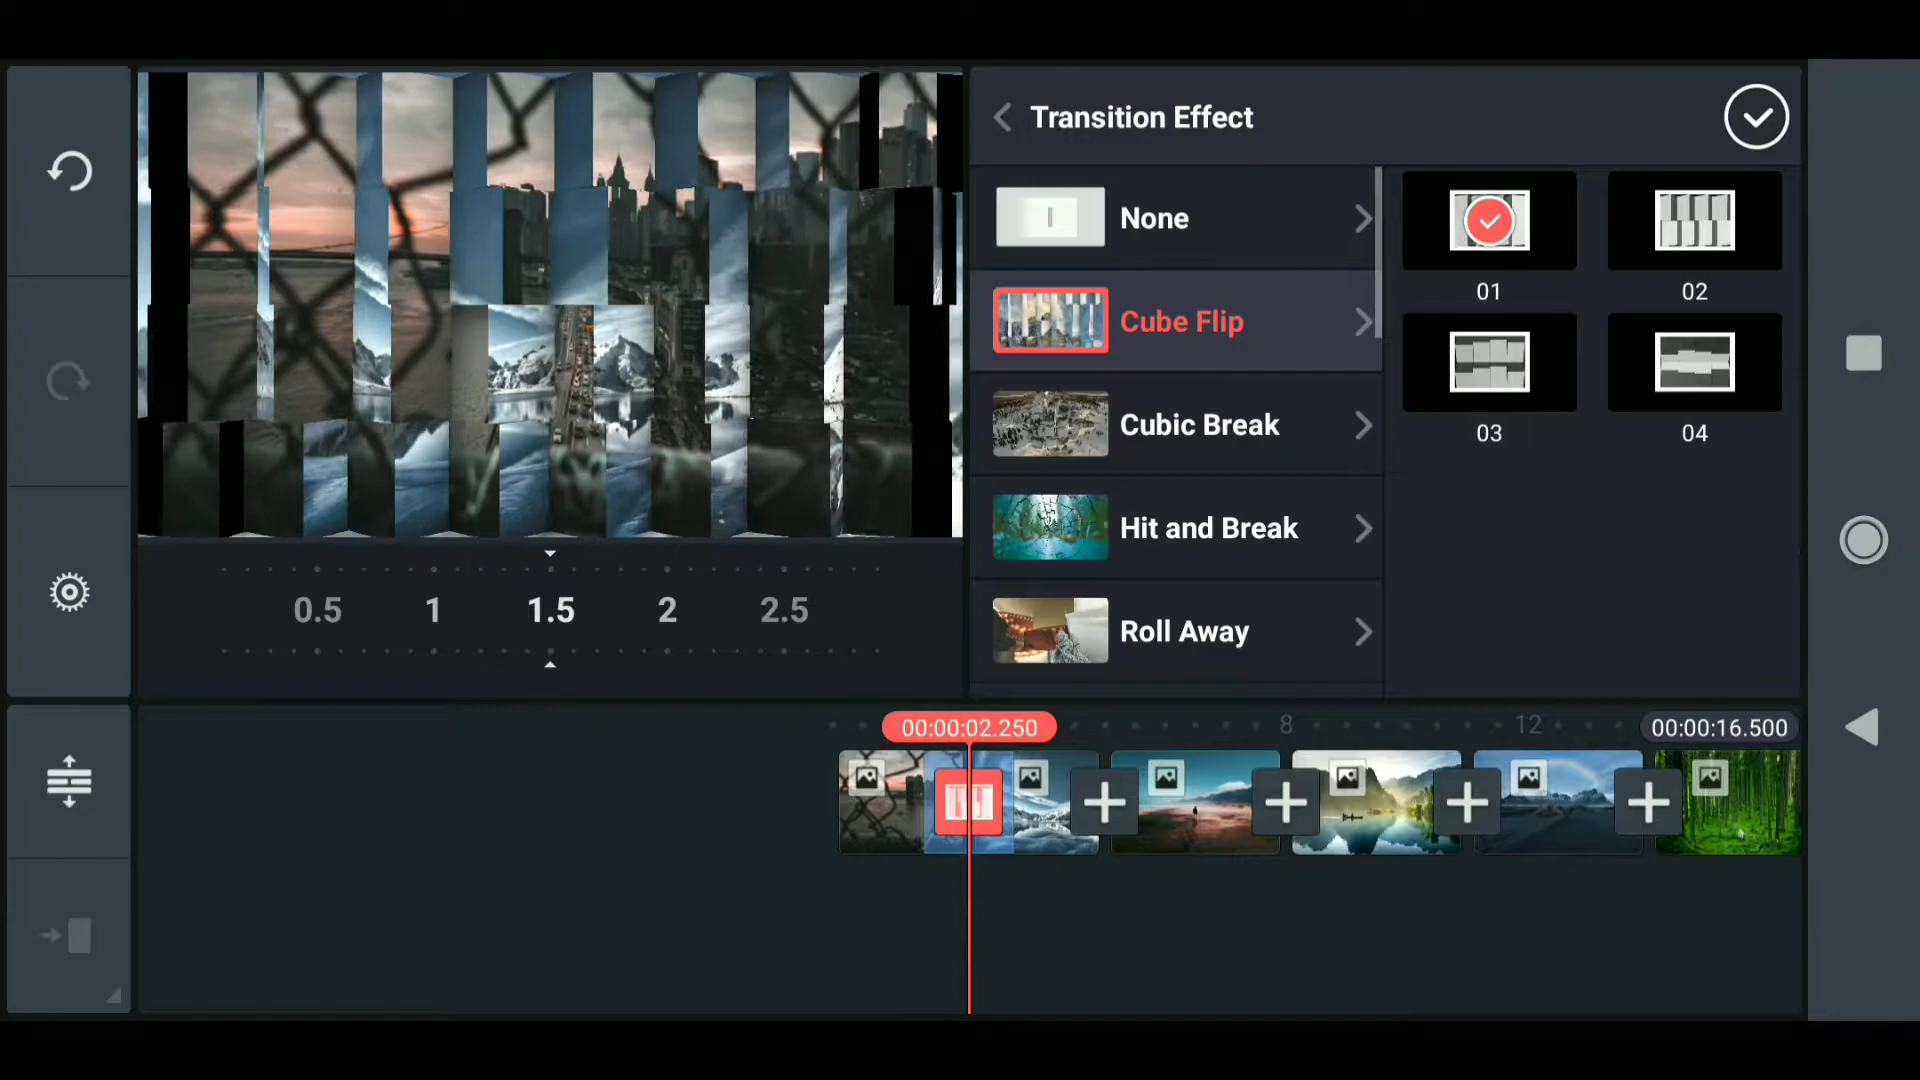 Transition Effect
None
Cube Flip
Cubic Break
Hit and Break
Roll Away
01
02
03
04
0.5
1
1.5
2
2.5
00:00:02.250
8
12
00:00:16.500